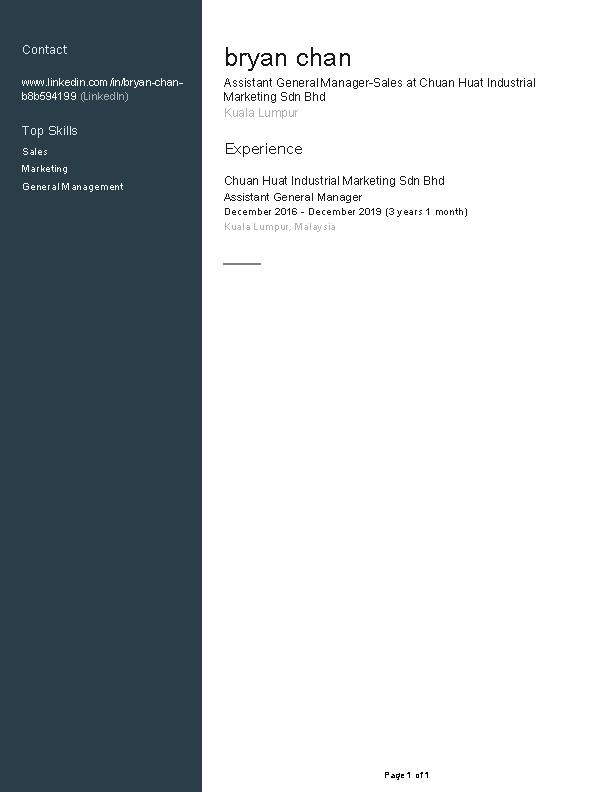 Contact
www.linkedin.com/in/bryan-chan-
b8b594199 (LinkedIn)
Top Skills
Sales
Marketing
General Management
bryan chan
Assistant General Manager-Sales at Chuan Huat Industrial
Marketing Sdn Bhd
Kuala Lumpur
Experience
Chuan Huat Industrial Marketing Sdn Bhd
Assistant General Manager
December 2016 - December 2019 (3 years 1 month)
Kuala Lumpur, Malaysia
Page 1 of 1